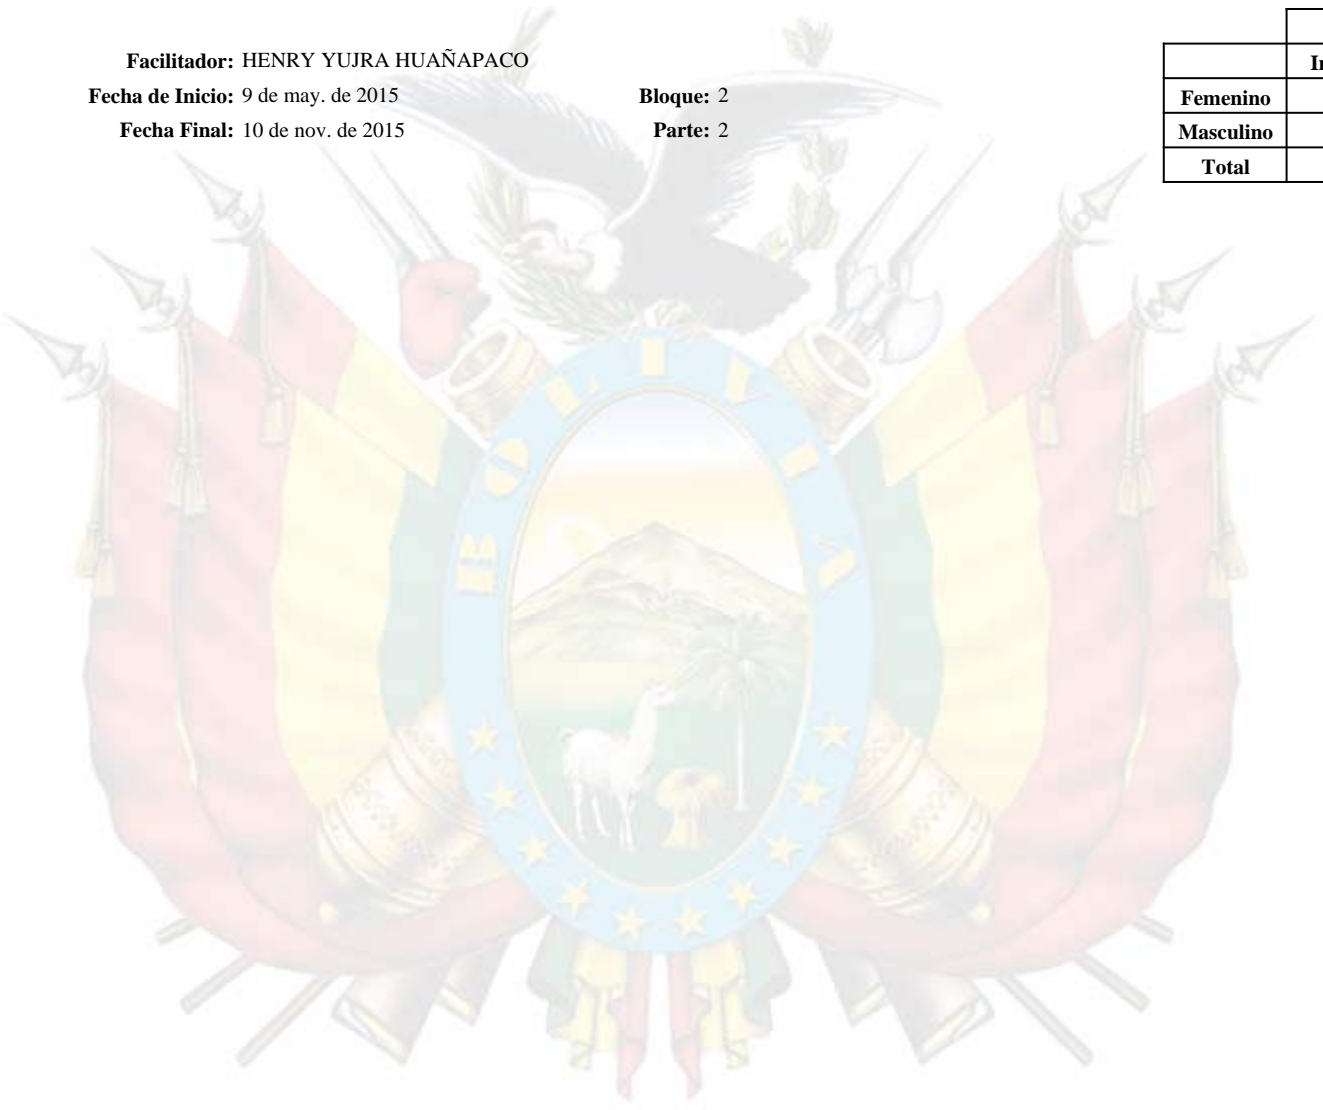 Facilitador: HENRY YUJRA HUAÑAPACO
Fecha de Inicio: 9 de may. de 2015 Bloque: 2
Fecha Final: 10 de nov. de 2015 Parte: 2
Femenino
Masculino
Total
BOLIVIA